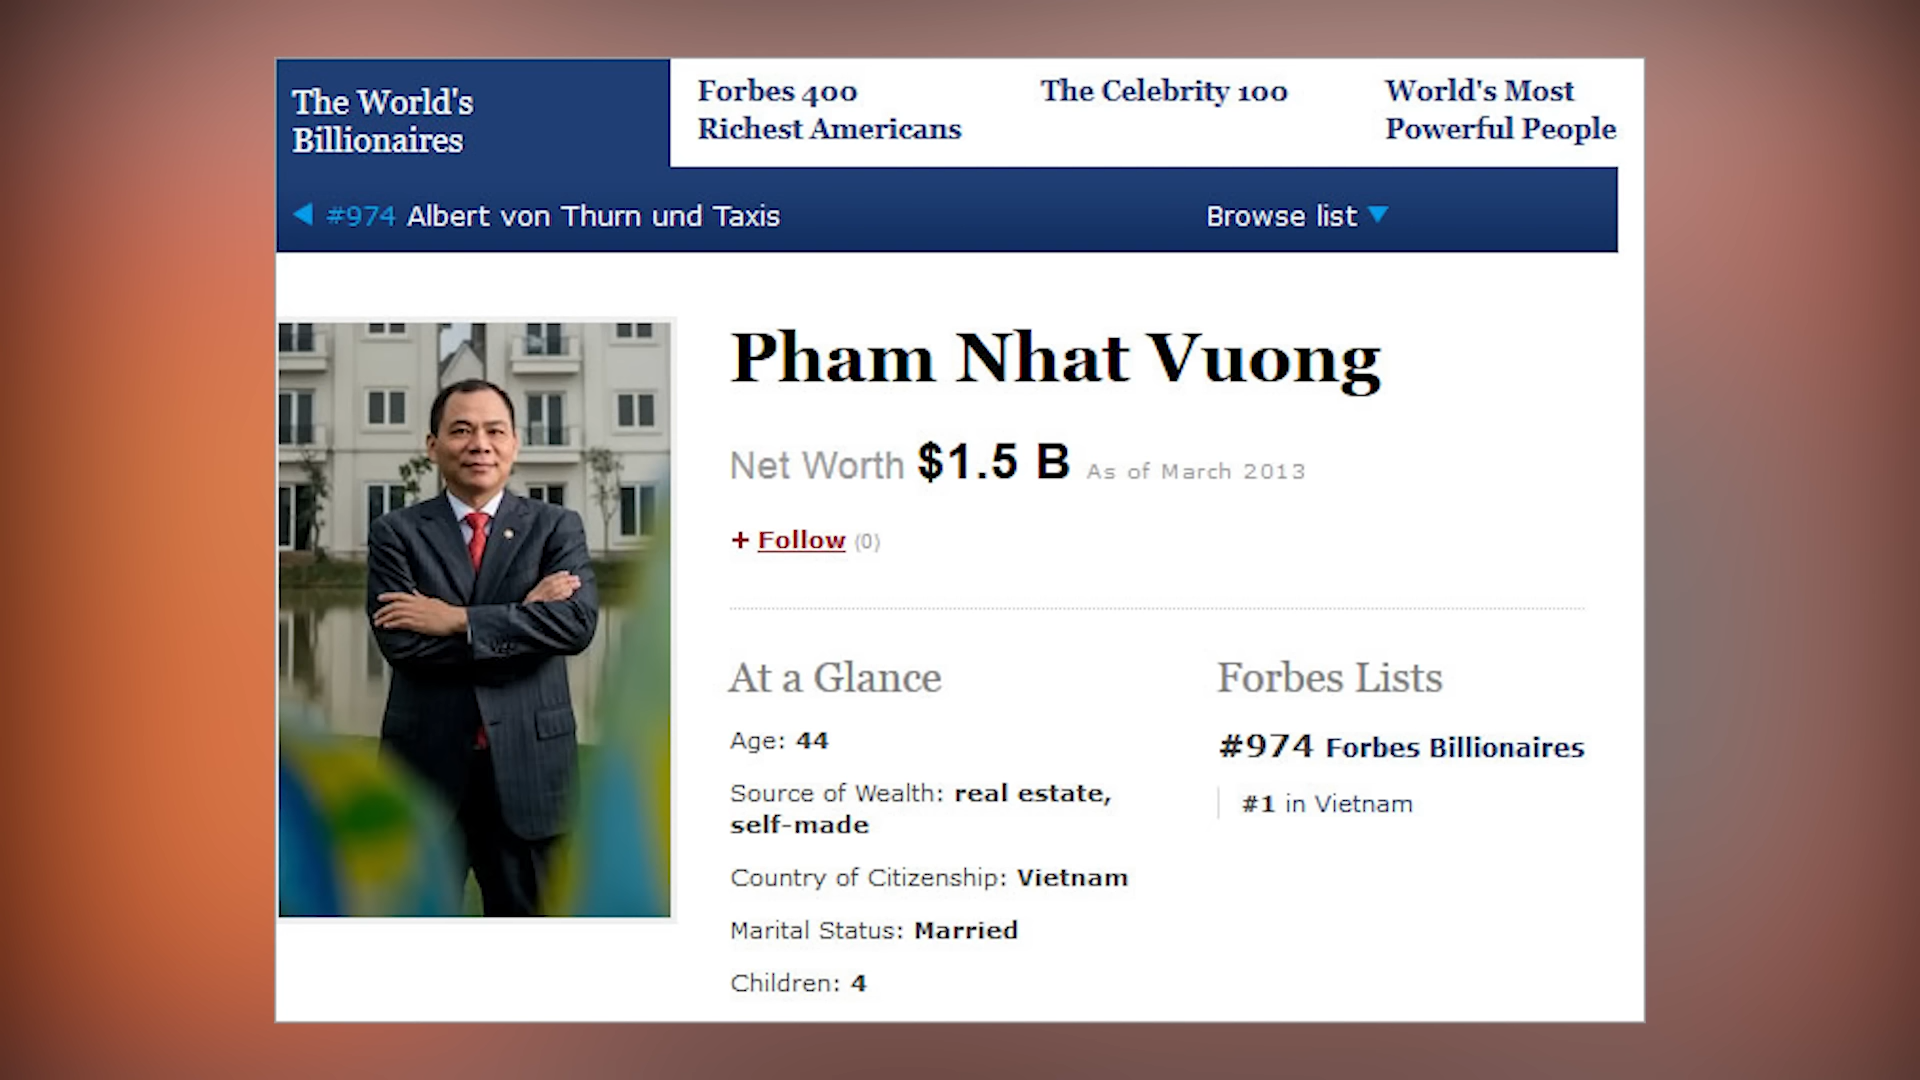 The World's
Billionaires
Forbes 400
Richest Americans
The Celebrity 100
World's Most
Powerful People
#974 Albert von Thurn und Taxis
Browse list
Pham Nhat Vuong
Net Worth $1.5 B As of March 2013
+ Follow (0)
At a Glance
Age: 44
Source of Wealth: real estate,
self-made
Country of Citizenship: Vietnam
Marital Status: Married
Children: 4
Forbes Lists
#974 Forbes Billionaires
#1 in Vietnam